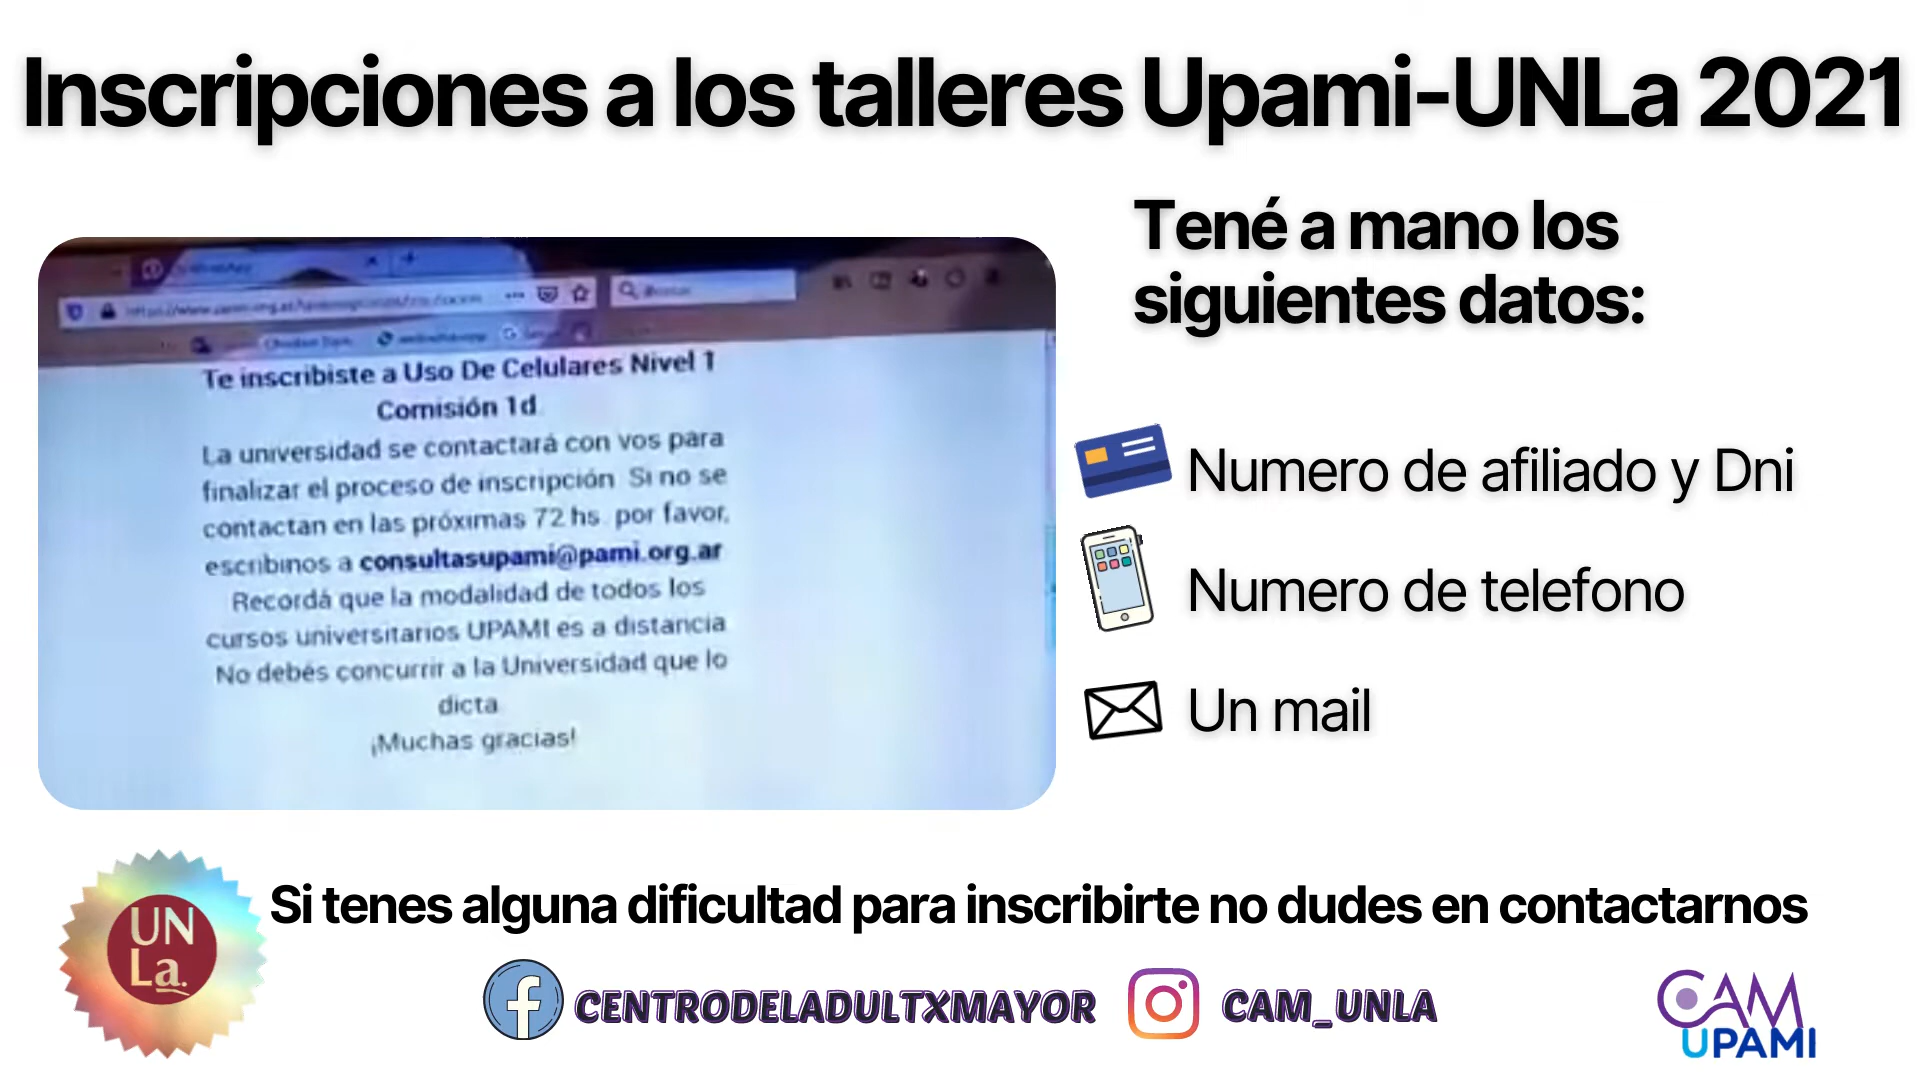 Inscripciones a los talleres Upami-UNLa 2021
Te inscribiste a Uso De Celulares Nivel 1
Comisión 1d
La universidad se contactará con vos para
finalizar el proceso de inscripción. Si no se
contactan en las próximas 72 hs. por favor,
escribinos a consultasupami@pami.org.ar
Recordá que la modalidad de todos los
cursos universitarios UPAMI es a distancia
No debés concurrir a la Universidad que lo
dicta
¡Muchas gracias!
Tené a mano los
siguientes datos:
Numero de afiliado y Dni
Numero de telefono
Un mail
Si tenes alguna dificultad para inscribirte no dudes en contactarnos
UN
La.
CENTRODELADULTXMAYOR
CAM_UNLA
CAM
UPAMI